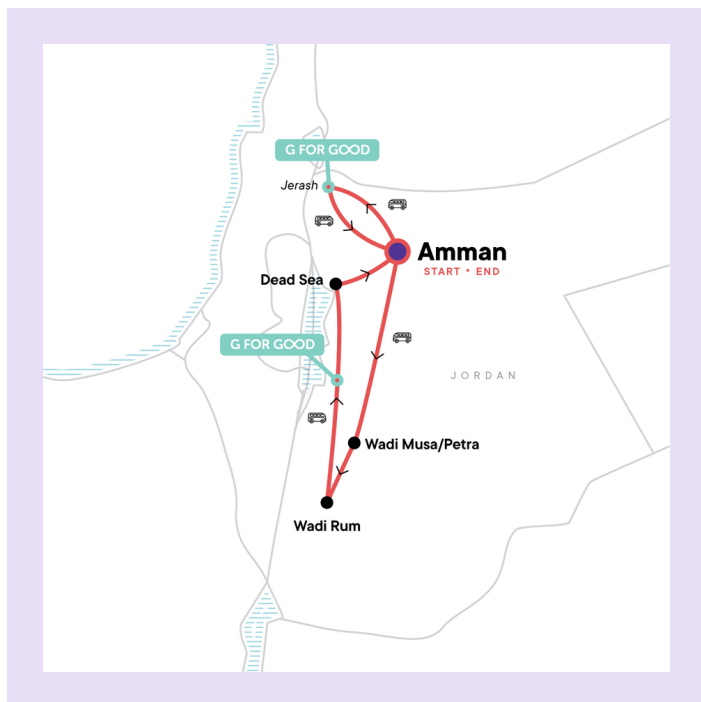 G FOR GOOD
Jerash
Amman
START • END
Dead Sea
G FOR GOOD
JORDAN
Wadi Musa/Petra
Wadi Rum